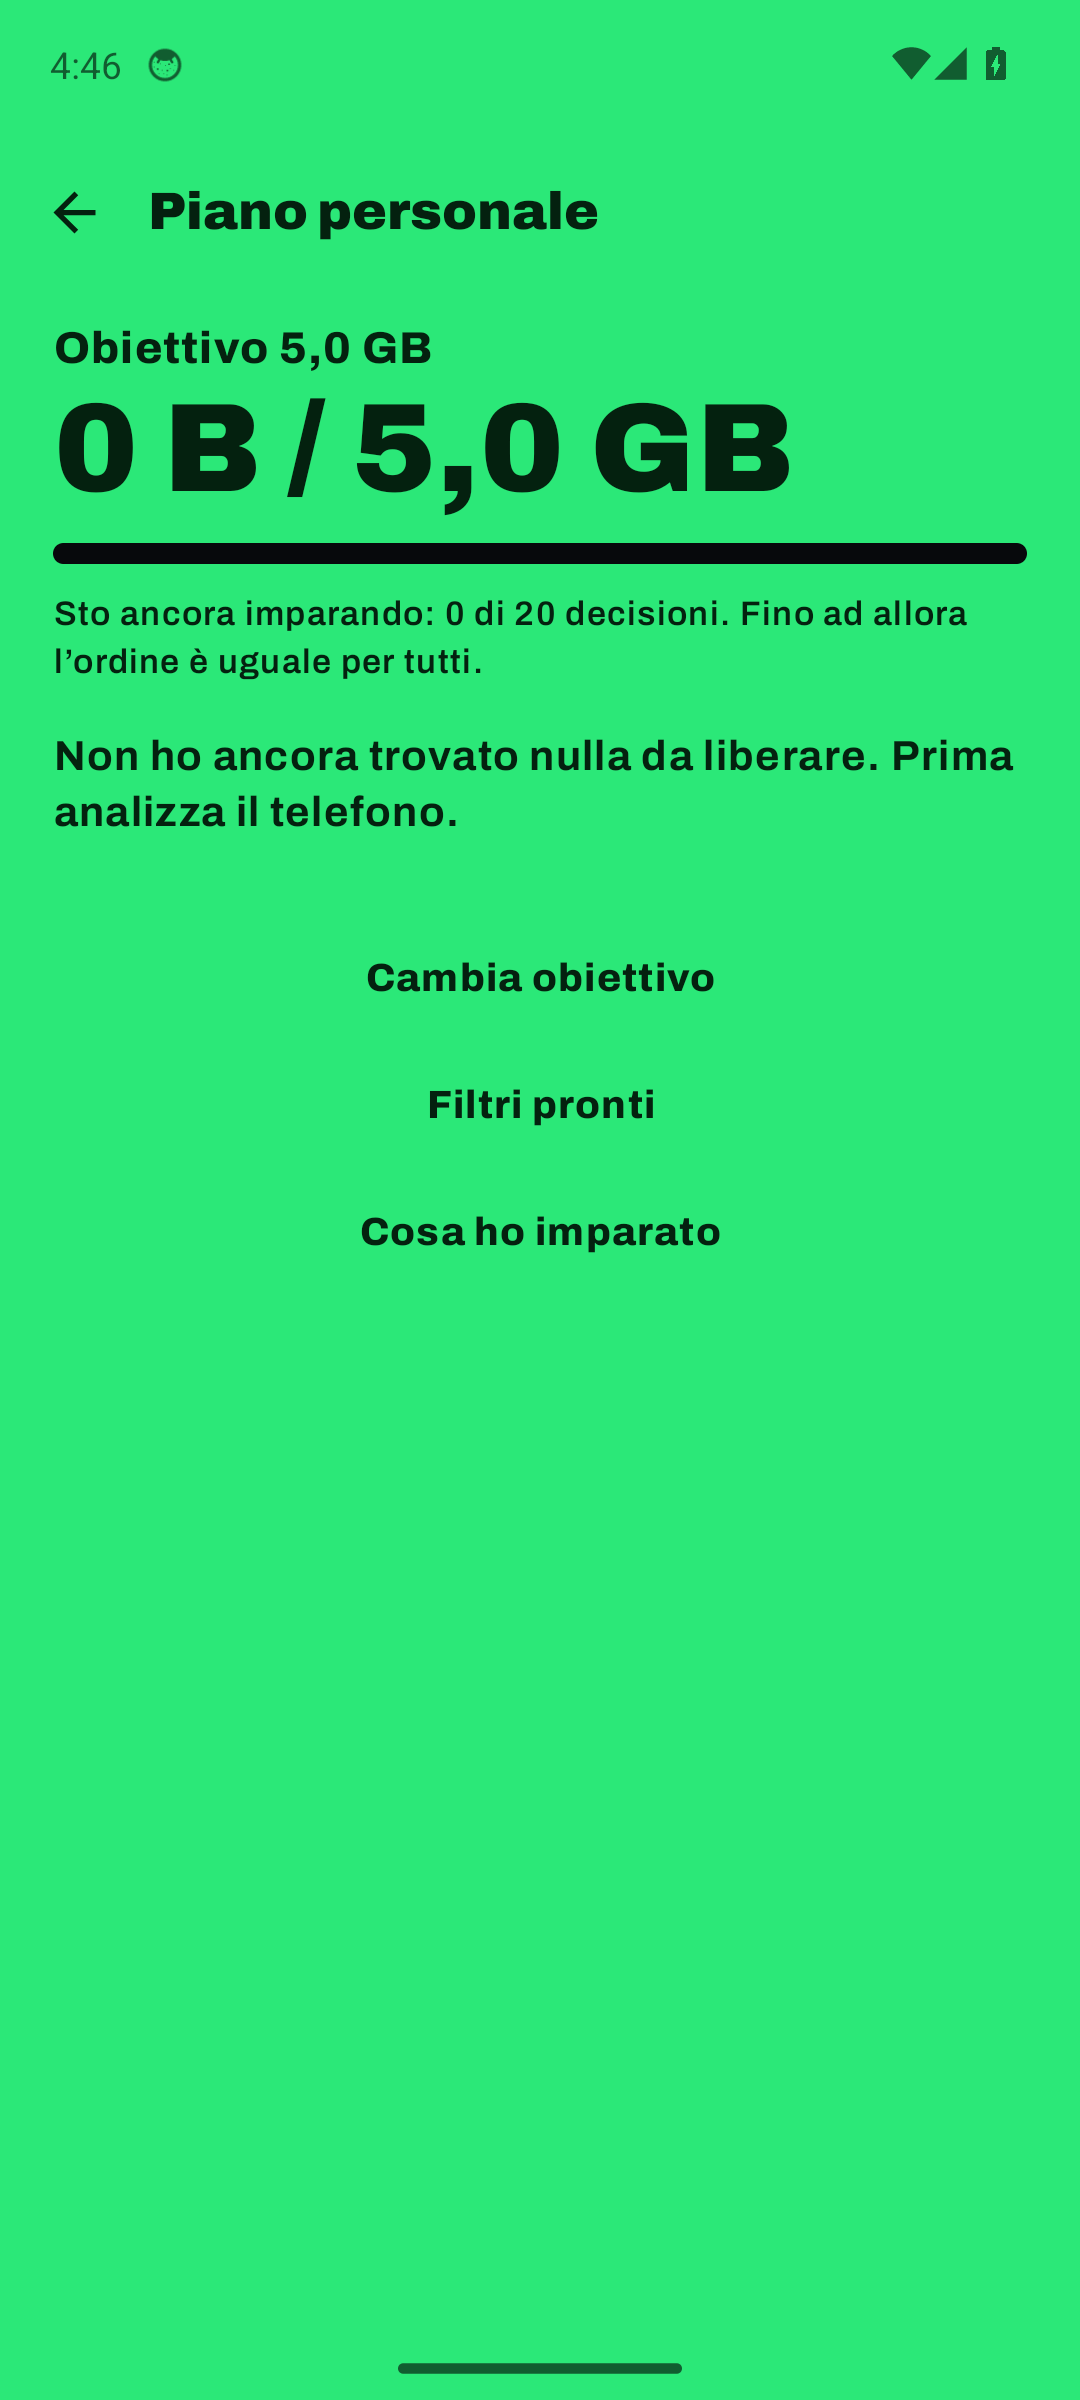 4:46
Piano personale
Obiettivo 5,0 GB
0 B / 5,0 GB
Sto ancora imparando: 0 di 20 decisioni. Fino ad allora
l’ordine è uguale per tutti.
Non ho ancora trovato nulla da liberare. Prima
analizza il telefono.
Cambia obiettivo
Filtri pronti
Cosa ho imparato